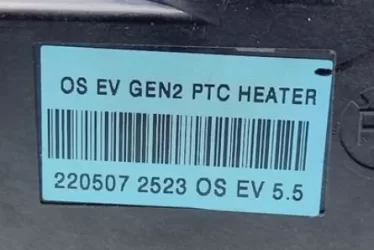 OS EV GEN2 PTC HEATER
220507 2523 OS EV 5.5